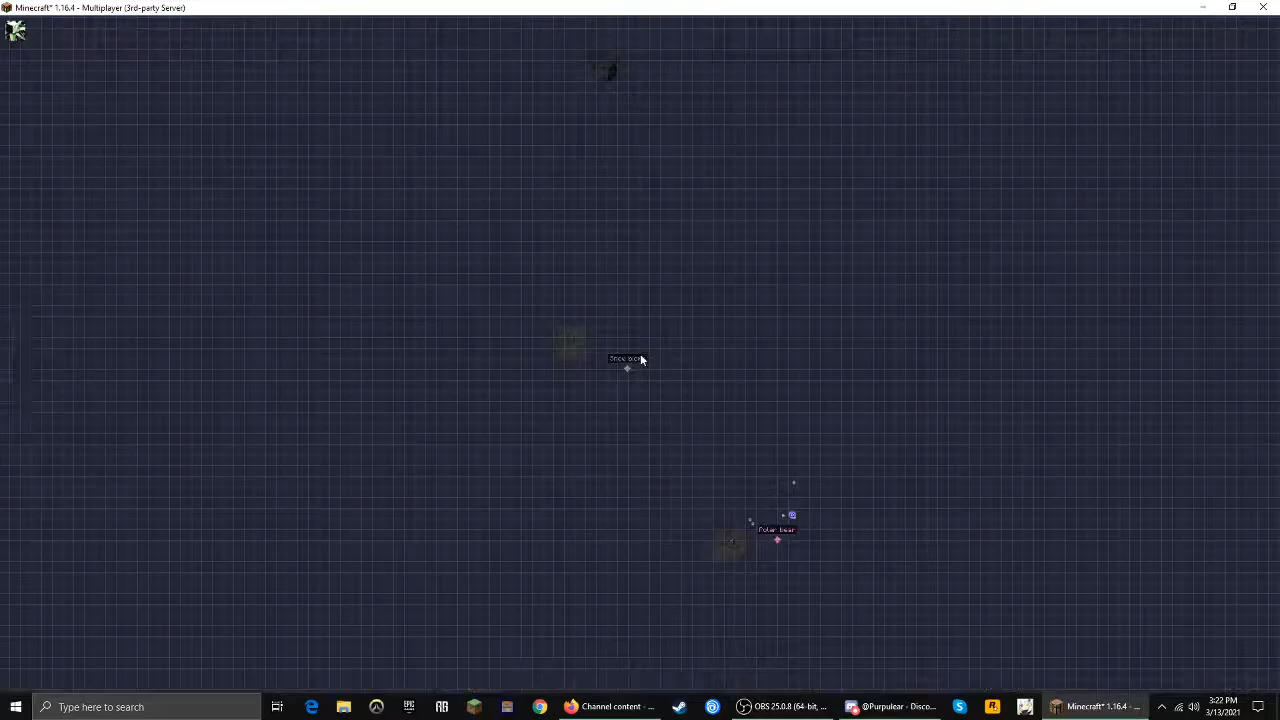 Minecraft* 1.16.4 - Multiplayer (3rd-party Server)
Polar bear
Type here to search
EPIC
Channel content - ...
OBS 25.0.8 (64-bit, ...
@Purpulear - Disco...
Minecraft* 1.16.4 - ...
3:22 PM
3/13/2021